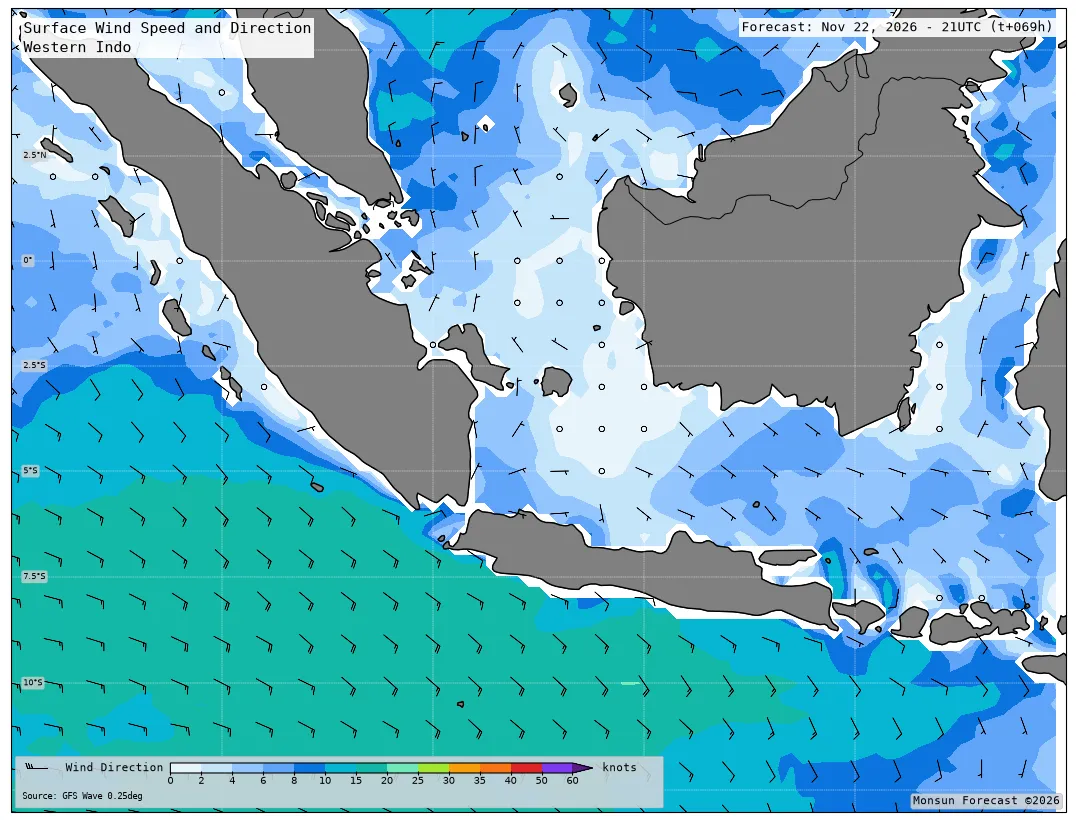 Surface Wind Speed and Direction
Western Indo
Forecast: Nov 22, 2026 - 21UTC (t+069h)
2.5°N
0°
2.5°S
5°S
7.5°S
10°S
Wind Direction
0 2 4 6 8 10 15 20 25 30 35 40 50 60
knots
Source: GFS Wave 0.25deg
Monsun Forecast ©2026